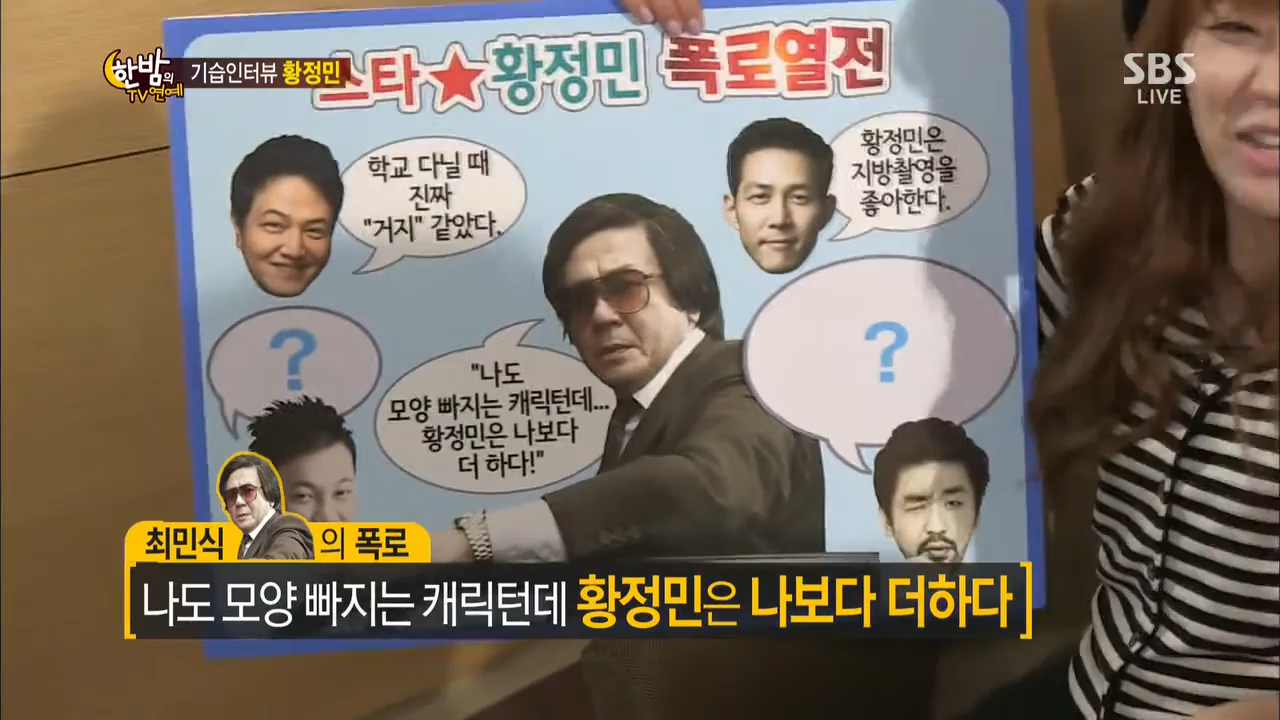 한밤의
TV연예
기습인터뷰 황정민
SBS
LIVE
스타★황정민 폭로열전
학교 다닐 때
진짜
"거지" 같았다.
황정민은
지방촬영을
좋아한다.
?
"나도
모양 빠지는 캐릭턴데...
황정민은 나보다
더 하다!"
?
최민식의 폭로
나도 모양 빠지는 캐릭턴데 황정민은 나보다 더하다